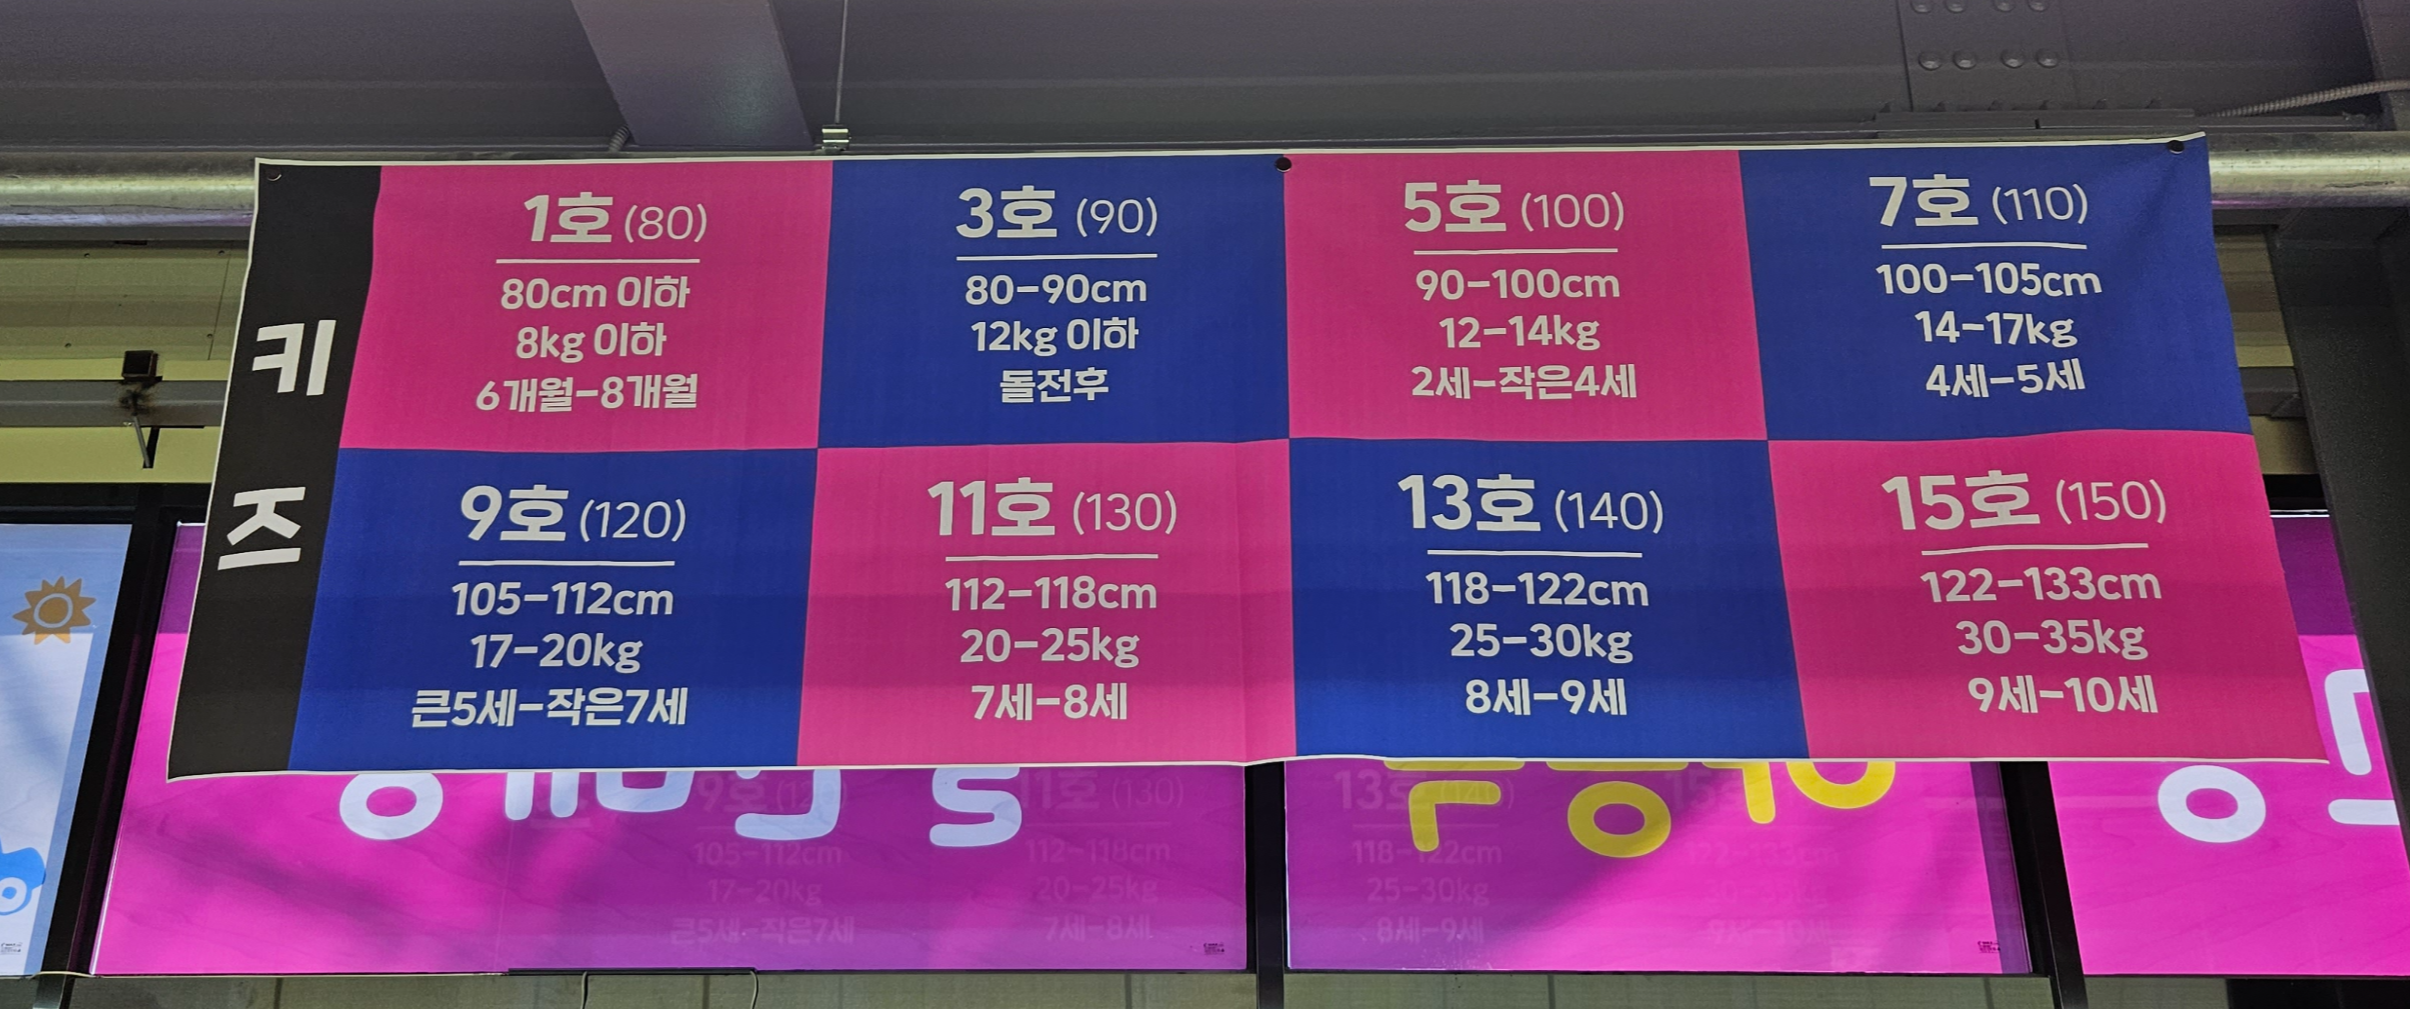 키즈
1호 (80)
80cm 이하
8kg 이하
6개월-8개월
3호 (90)
80-90cm
12kg 이하
돌전후
5호 (100)
90-100cm
12-14kg
2세-작은4세
7호 (110)
100-105cm
14-17kg
4세-5세
9호 (120)
105-112cm
17-20kg
큰5세-작은7세
11호 (130)
112-118cm
20-25kg
7세-8세
13호 (140)
118-122cm
25-30kg
8세-9세
15호 (150)
122-133cm
30-35kg
9세-10세